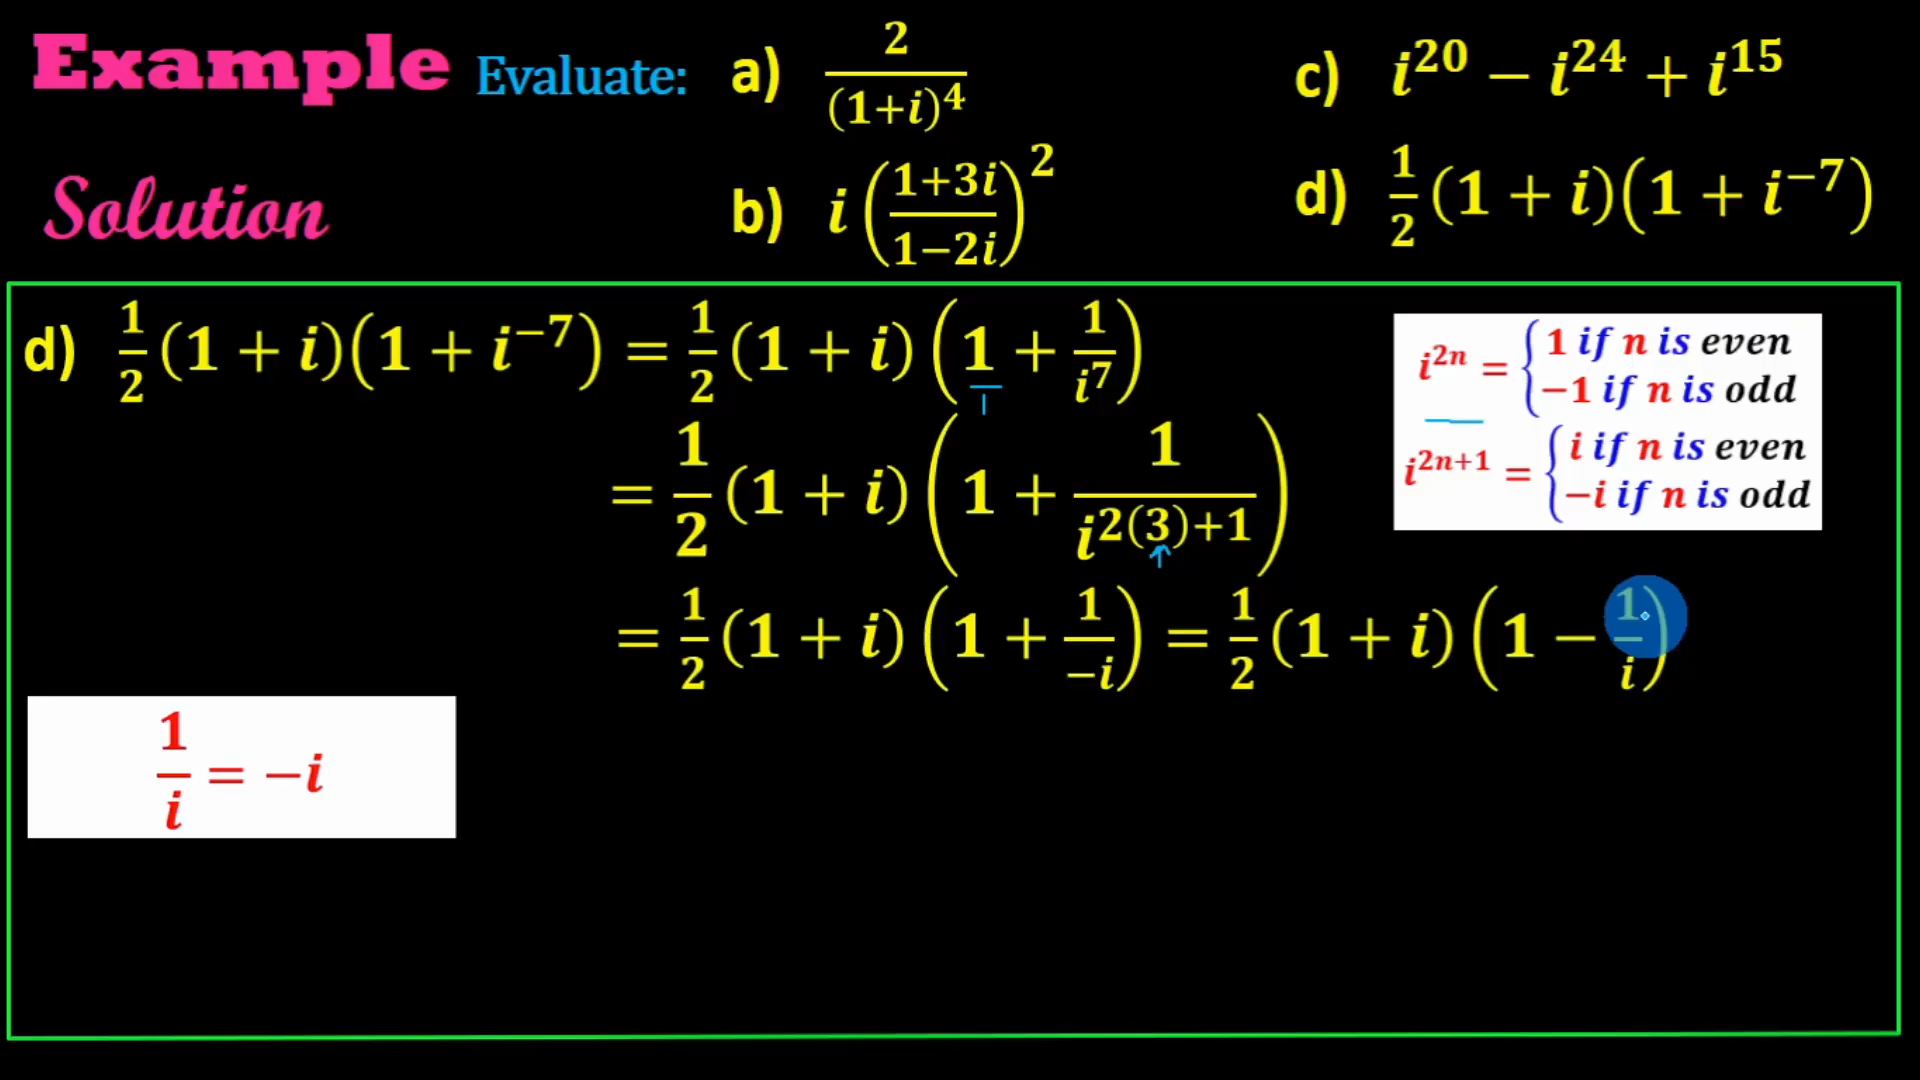 Example Evaluate: a) 2/(1+i)^4 c) i^20 − i^24 + i^15
Solution b) i((1+3i)/(1−2i))^2 d) 1/2 (1 + i)(1 + i^−7)
d) 1/2 (1 + i)(1 + i^−7) = 1/2 (1 + i)(1 + 1/i^7)
i^2n = { 1 if n is even
−1 if n is odd
= 1/2 (1 + i)(1 + 1/i^(2(3)+1))
i^2n+1 = { i if n is even
−i if n is odd
= 1/2 (1 + i)(1 + 1/−i) = 1/2 (1 + i)(1 − 1/i)
1/i = −i